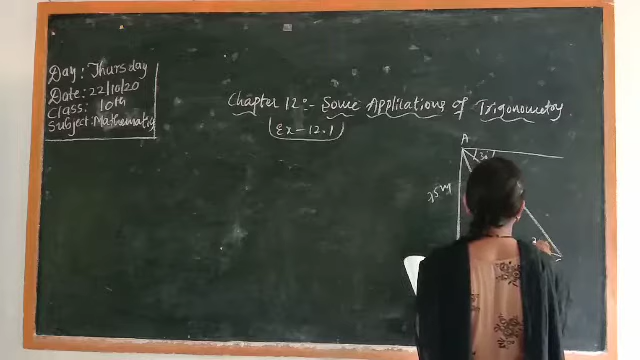 Day: Thursday
Date: 22/10/20
Class: 10th
Subject: Mathematics
Chapter 12:- Some Applications of Trigonometry
(Ex-12.1)
A
75m